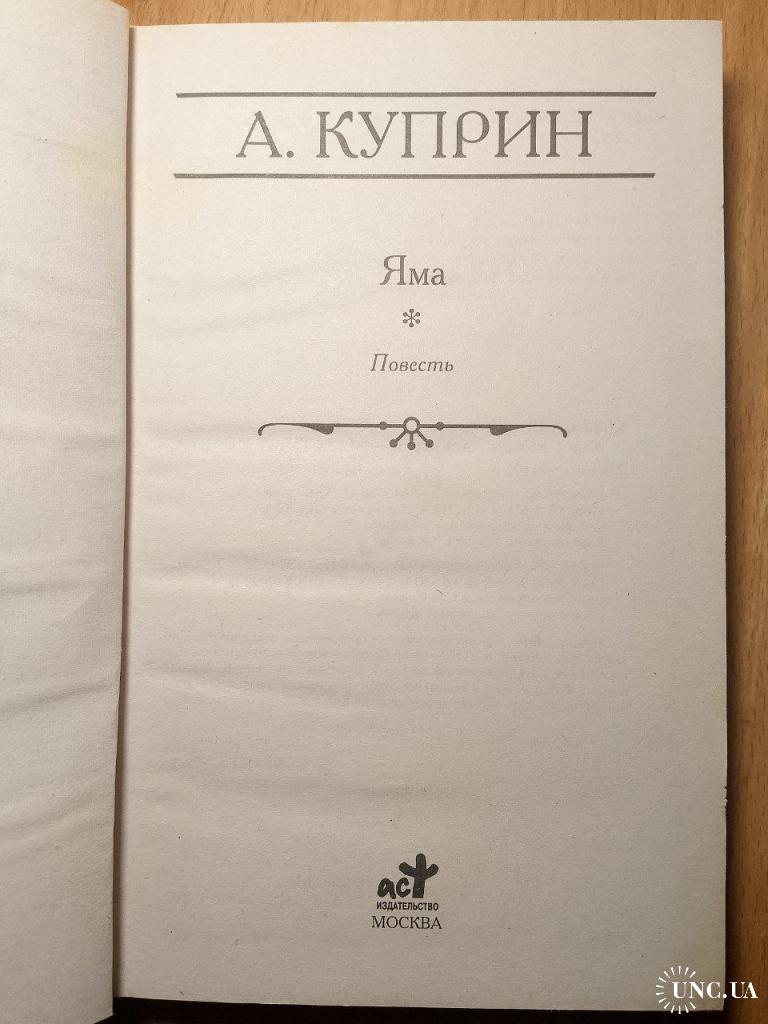 А. КУПРИН
Яма
*
Повесть
аст
ИЗДАТЕЛЬСТВО
МОСКВА
UNC.UA